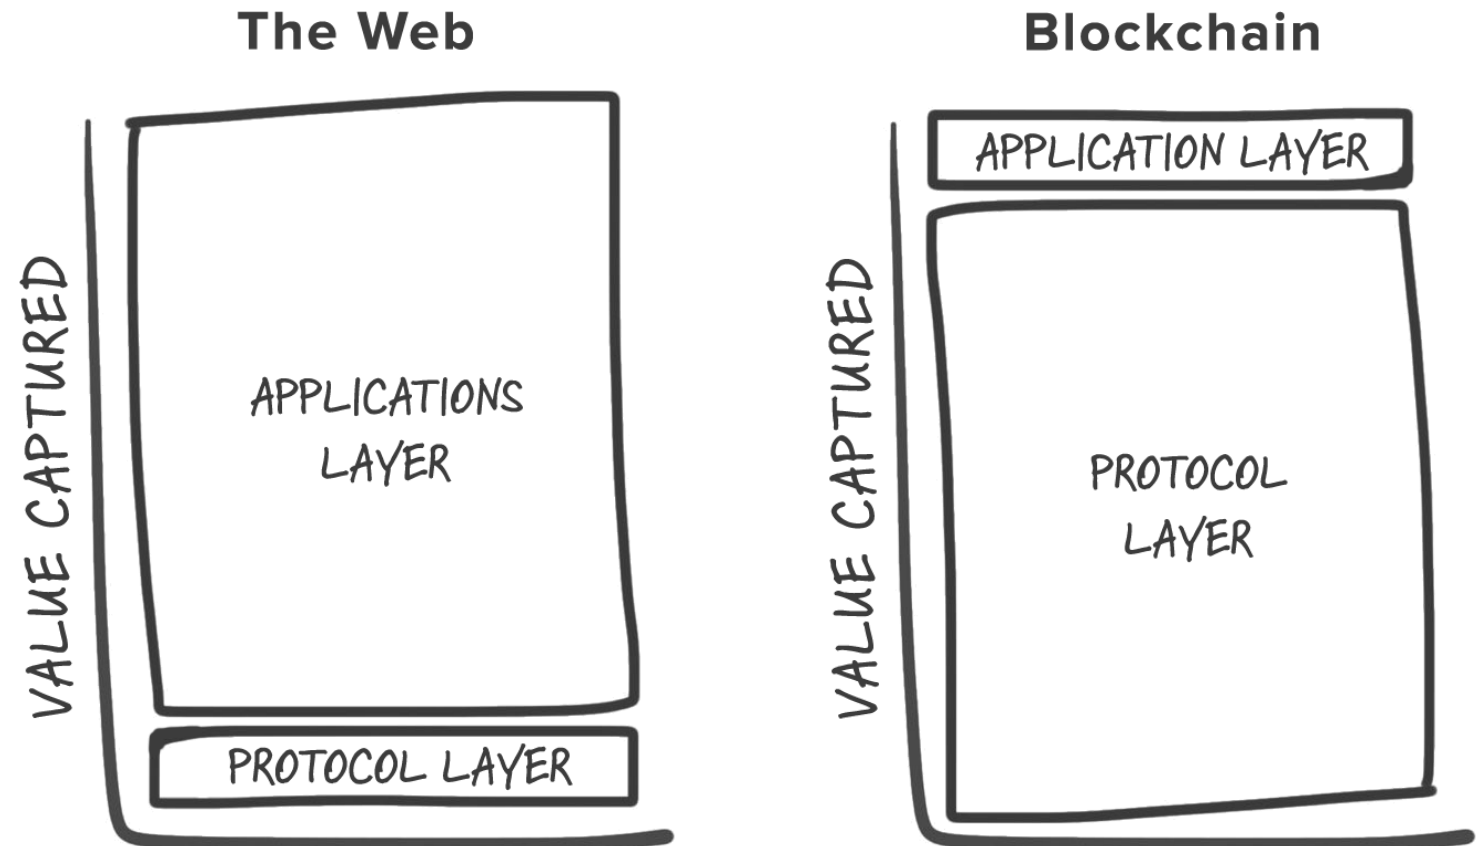 The Web
VALUE CAPTURED
APPLICATIONS
LAYER
PROTOCOL LAYER
Blockchain
VALUE CAPTURED
APPLICATION LAYER
PROTOCOL
LAYER